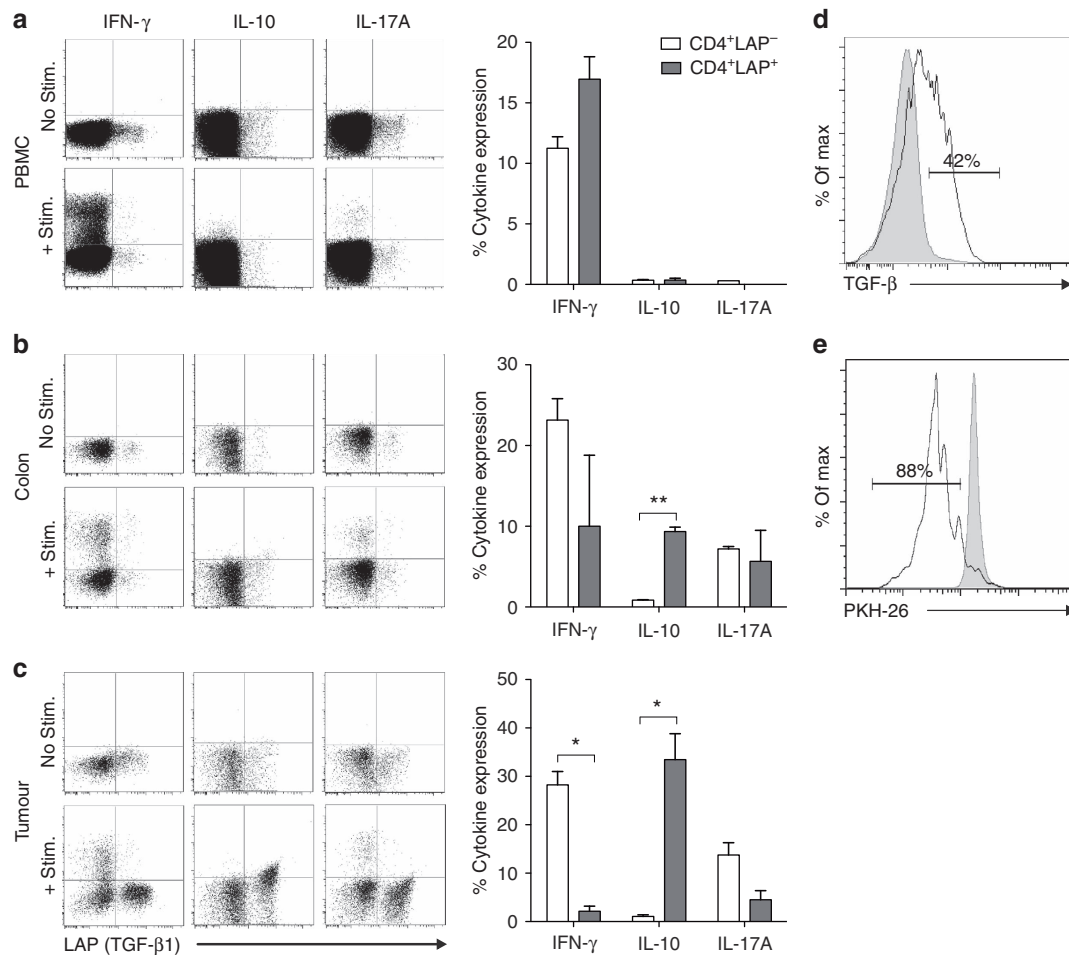 a
IFN-γ
IL-10
IL-17A
PBMC
No Stim.
+ Stim.
% Cytokine expression
20
15
10
5
0
CD4⁺LAP⁻
CD4⁺LAP⁺
IFN-γ
IL-10
IL-17A
b
Colon
No Stim.
+ Stim.
% Cytokine expression
30
20
10
0
**
IFN-γ
IL-10
IL-17A
c
Tumour
No Stim.
+ Stim.
LAP (TGF-β1)
% Cytokine expression
50
40
30
20
10
0
*
*
IFN-γ
IL-10
IL-17A
d
% Of max
42%
TGF-β
e
% Of max
88%
PKH-26